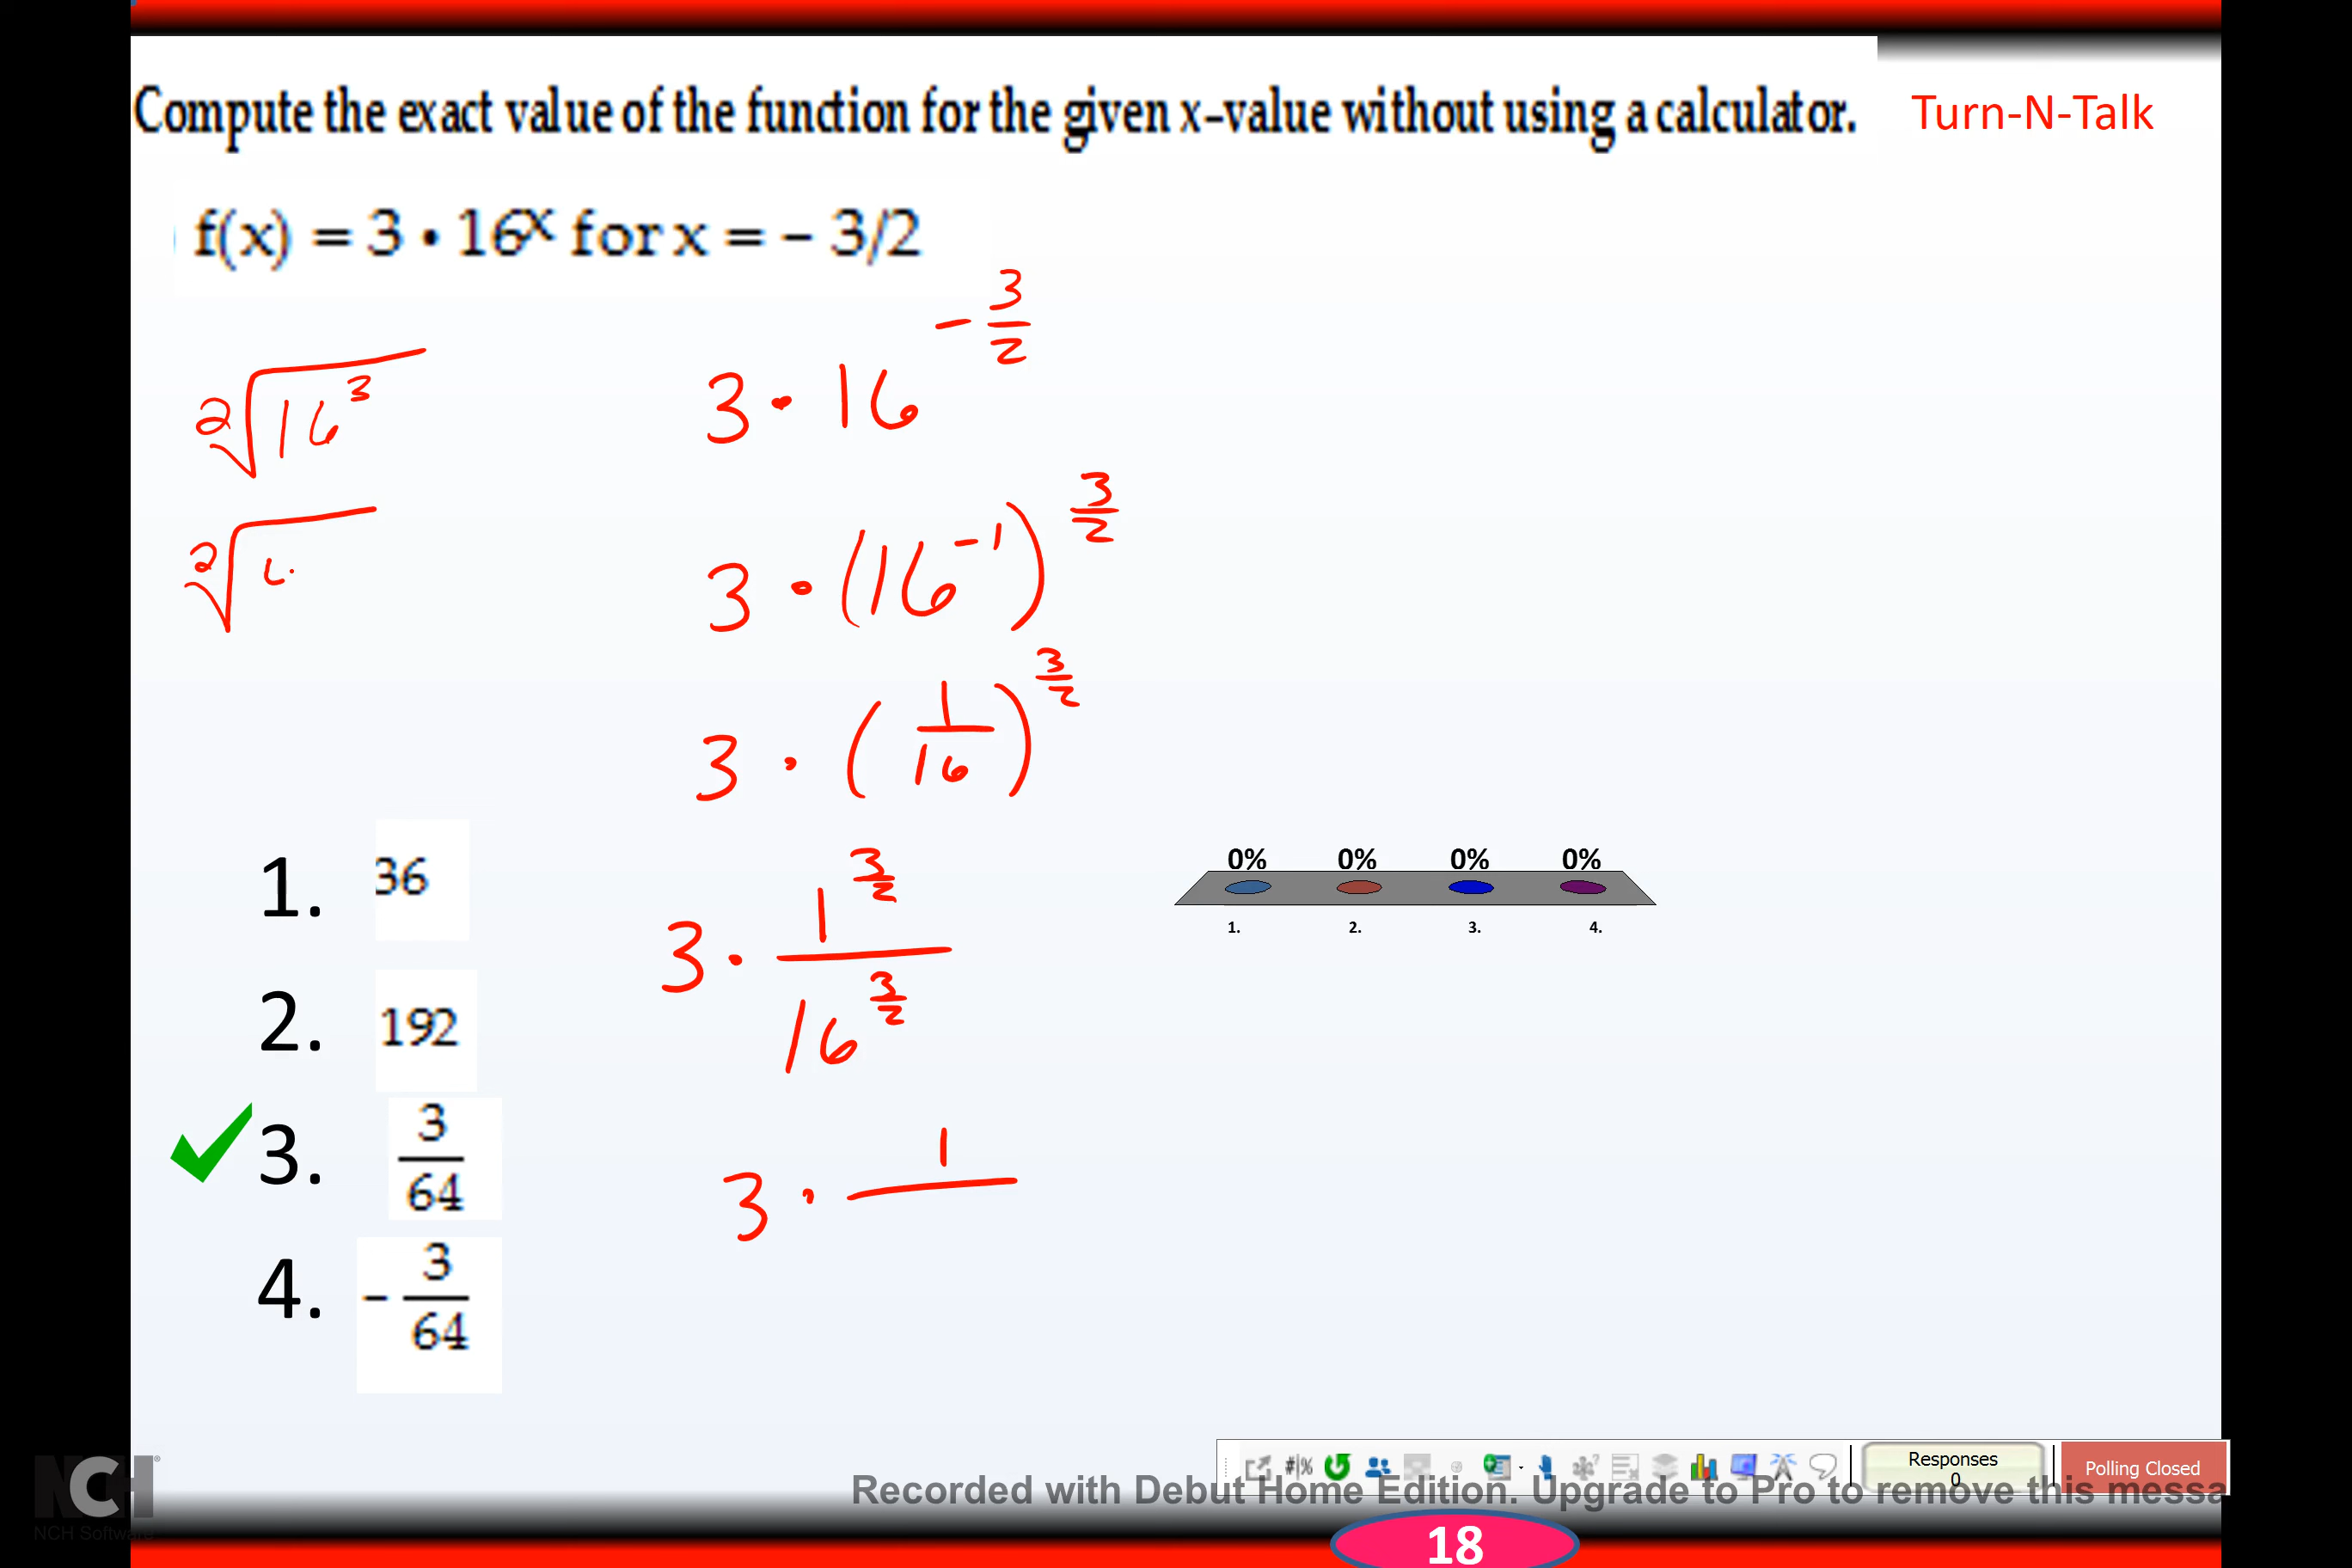 Compute the exact value of the function for the given x-value without using a calculator.
Turn-N-Talk
f(x) = 3 • 16^x for x = - 3/2
3 · 16^(-3/2)
²√16³
3 · (16^-1)^(3/2)
²√
3 · (1/16)^(3/2)
1. 36
3 · 1^(3/2)/16^(3/2)
0% 0% 0% 0%
1. 2. 3. 4.
2. 192
3. 3/64
3 · 1/
4. - 3/64
#|%
Responses
0
Polling Closed
Recorded with Debut Home Edition. Upgrade to Pro to remove this messa
NCH®
NCH Software
18